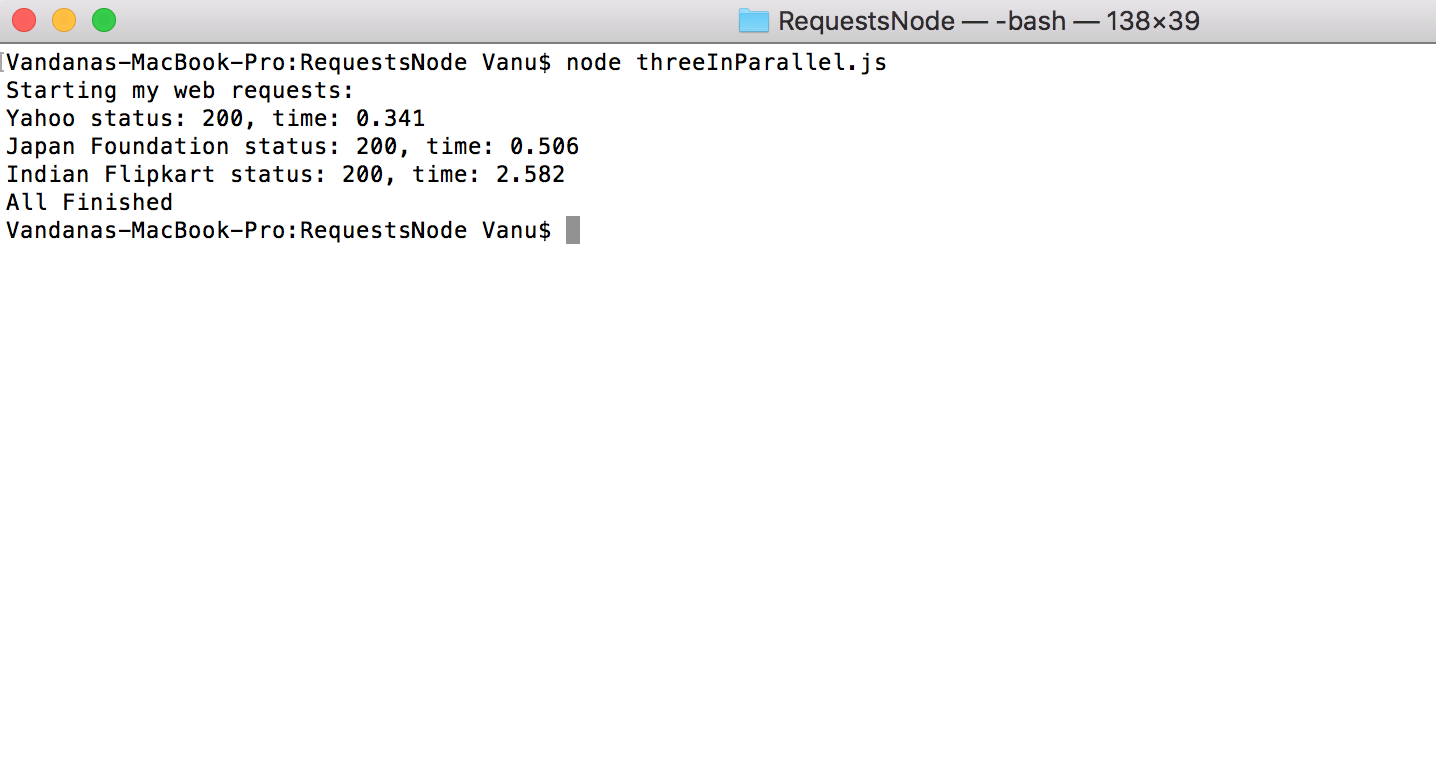 RequestsNode — -bash — 138×39
[Vandanas-MacBook-Pro:RequestsNode Vanu$ node threeInParallel.js
Starting my web requests:
Yahoo status: 200, time: 0.341
Japan Foundation status: 200, time: 0.506
Indian Flipkart status: 200, time: 2.582
All Finished
Vandanas-MacBook-Pro:RequestsNode Vanu$